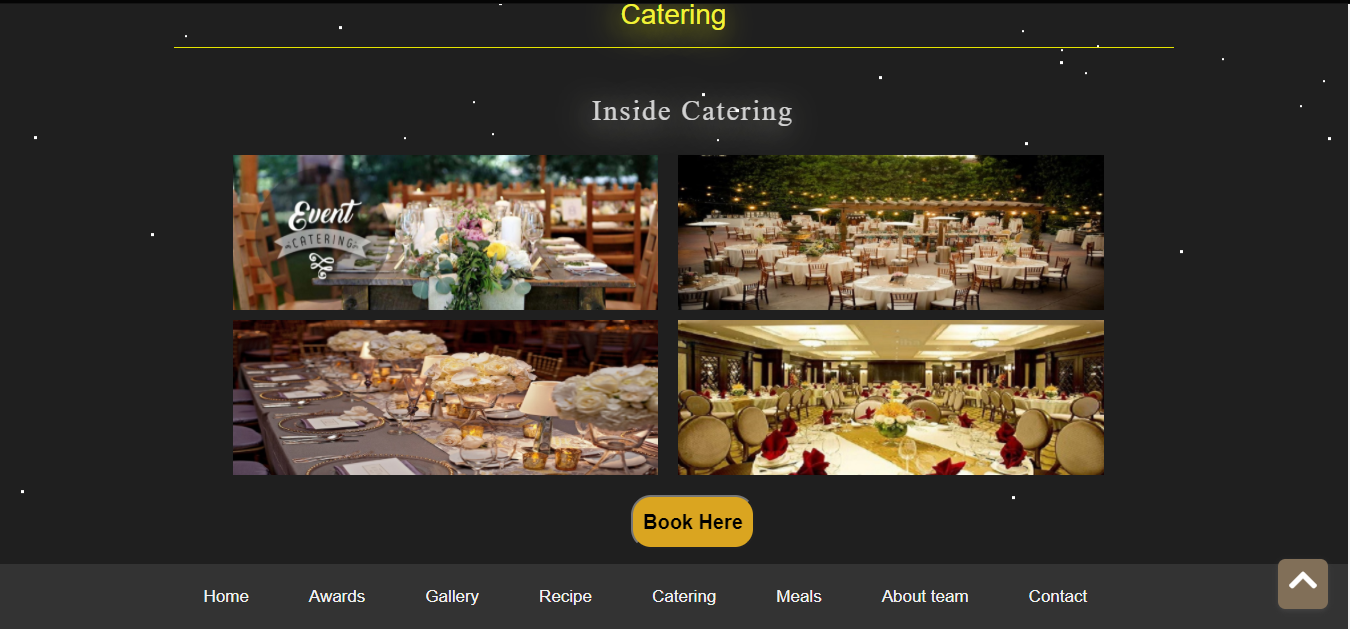 Catering
Inside Catering
Event
CATERING
Book Here
Home Awards Gallery Recipe Catering Meals About team Contact